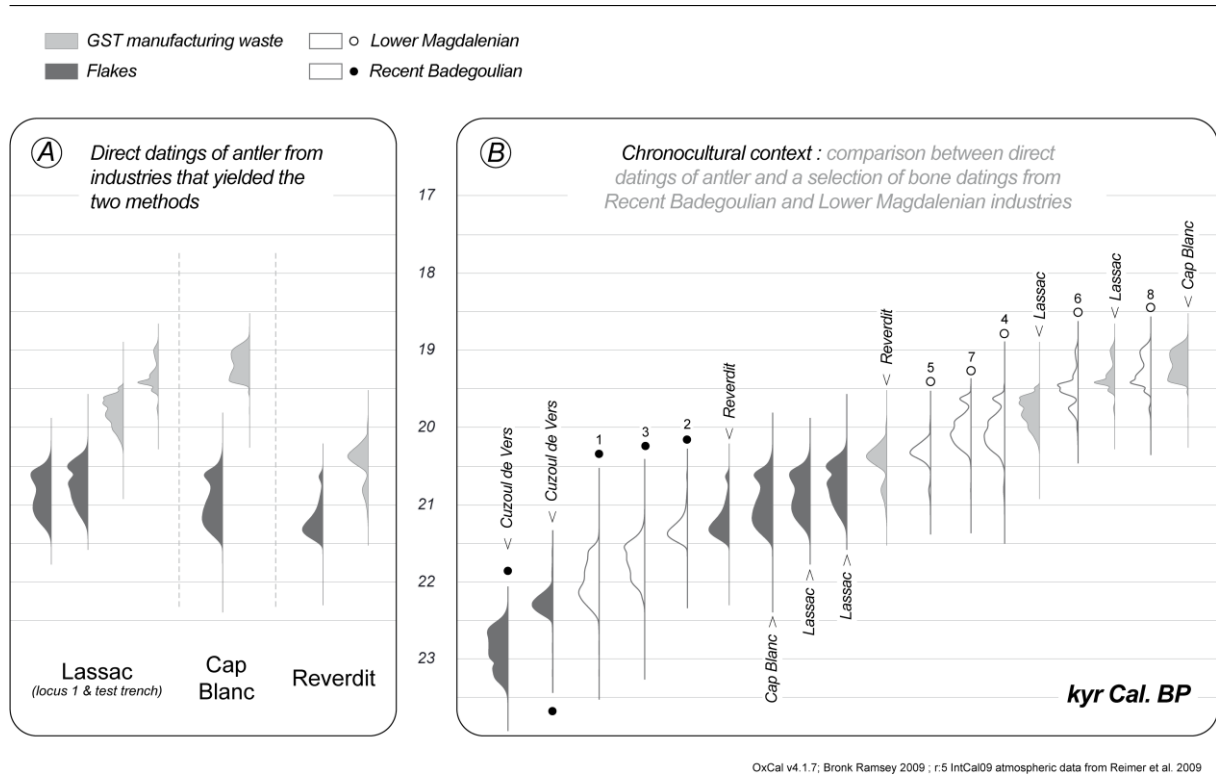 GST manufacturing waste
Lower Magdalenian
Flakes
Recent Badegoulian
A
Direct datings of antler from
industries that yielded the
two methods
Lassac
(locus 1 & test trench)
Cap
Blanc
Reverdit
17
18
19
20
21
22
23
B
Chronocultural context : comparison between direct
datings of antler and a selection of bone datings from
Recent Badegoulian and Lower Magdalenian industries
< Cuzoul de Vers
< Cuzoul de Vers
1
3
2
< Reverdit
Cap Blanc >
Lassac >
Lassac >
< Reverdit
5
7
4
< Lassac
6
< Lassac
8
< Cap Blanc
kyr Cal. BP
OxCal v4.1.7; Bronk Ramsey 2009 ; r:5 IntCal09 atmospheric data from Reimer et al. 2009